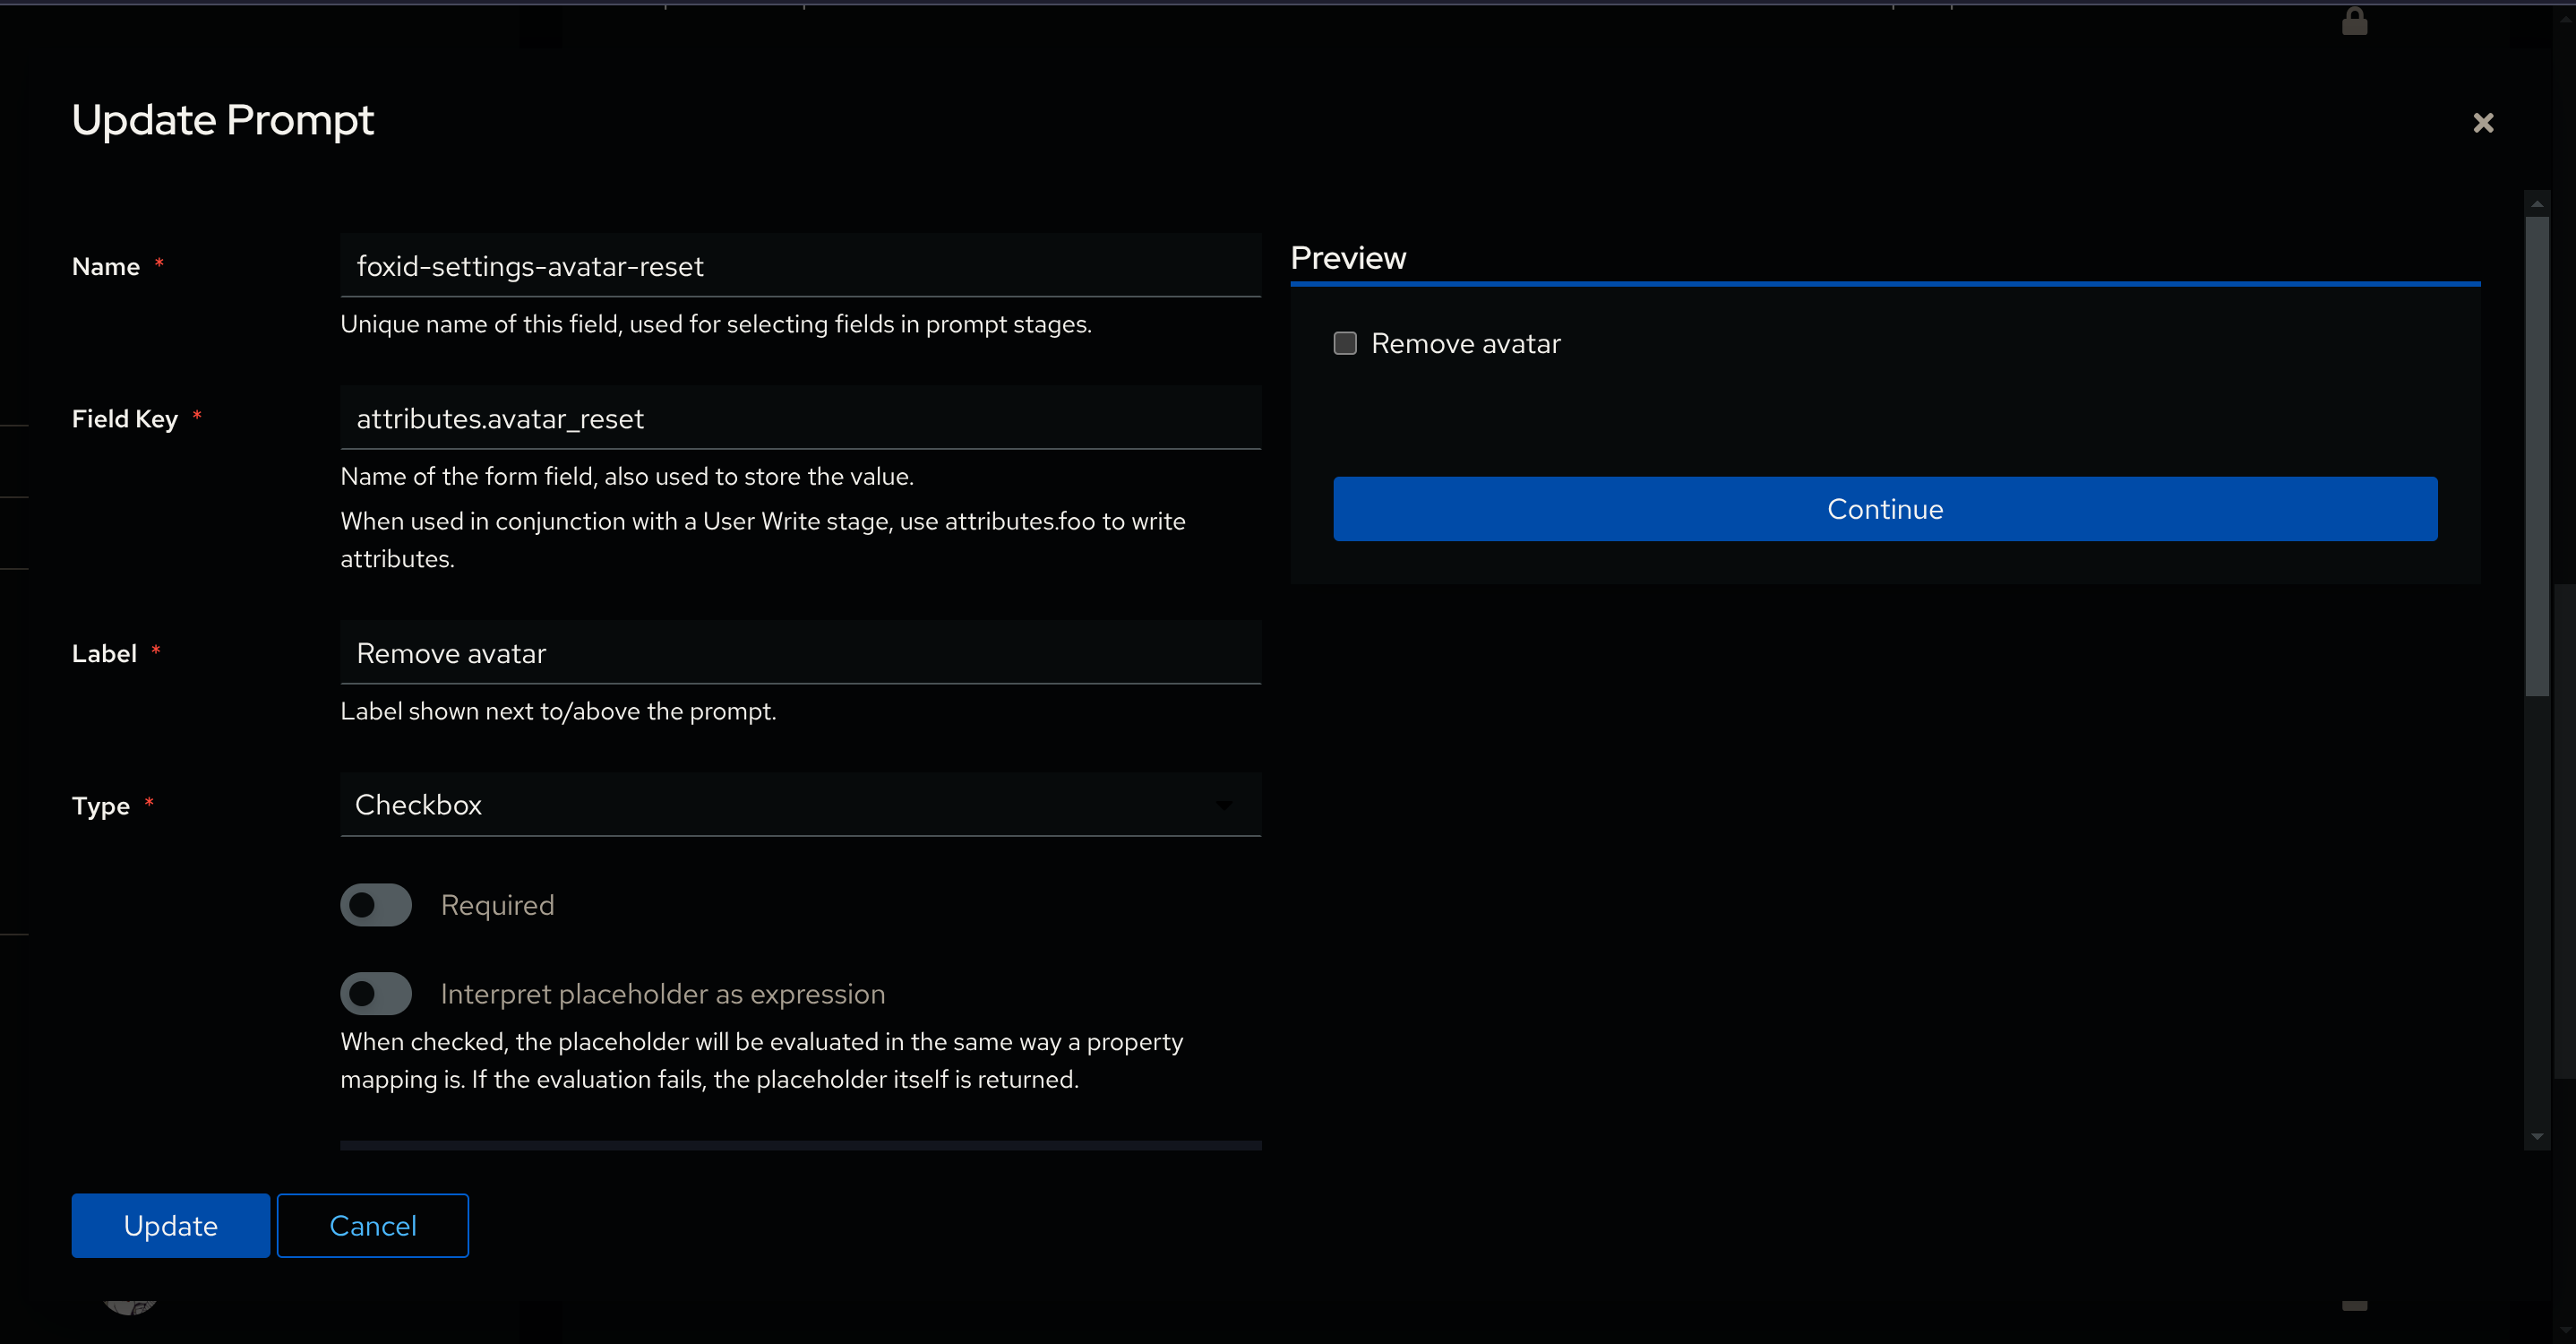 Update Prompt
Name *
foxid-settings-avatar-reset
Unique name of this field, used for selecting fields in prompt stages.
Field Key *
attributes.avatar_reset
Name of the form field, also used to store the value.
When used in conjunction with a User Write stage, use attributes.foo to write
attributes.
Label *
Remove avatar
Label shown next to/above the prompt.
Type *
Checkbox
Required
Interpret placeholder as expression
When checked, the placeholder will be evaluated in the same way a property
mapping is. If the evaluation fails, the placeholder itself is returned.
Update
Cancel
Preview
Remove avatar
Continue